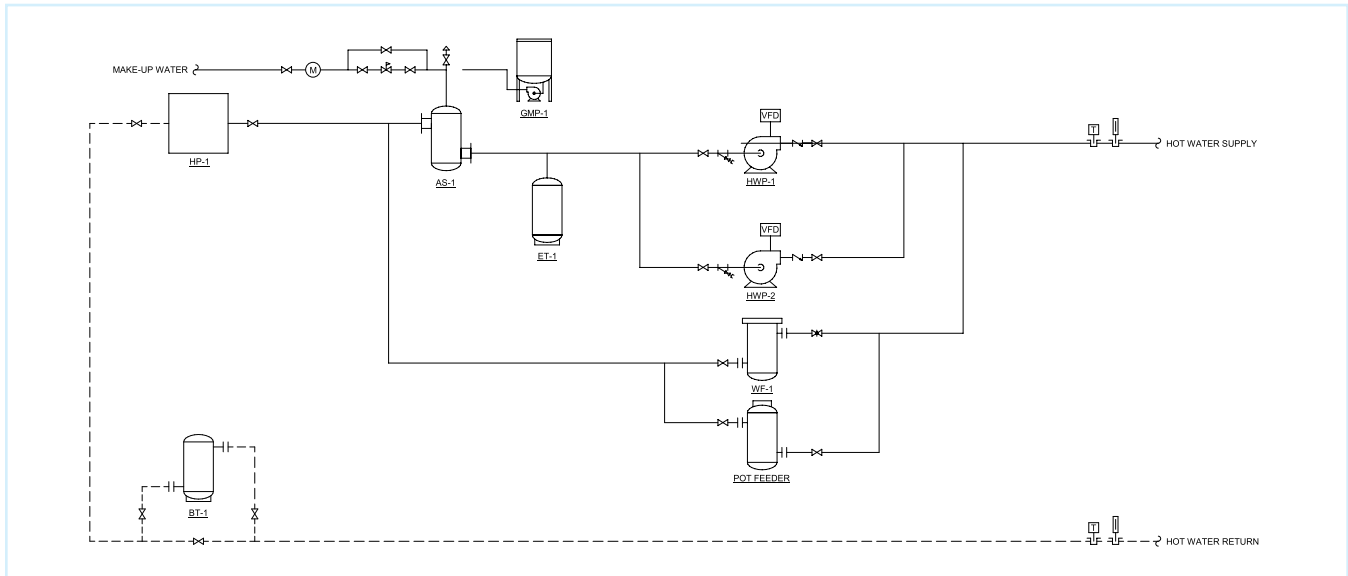 MAKE-UP WATER
M
GMP-1
HP-1
AS-1
ET-1
VFD
HWP-1
T
HOT WATER SUPPLY
VFD
HWP-2
WF-1
POT FEEDER
BT-1
T
HOT WATER RETURN